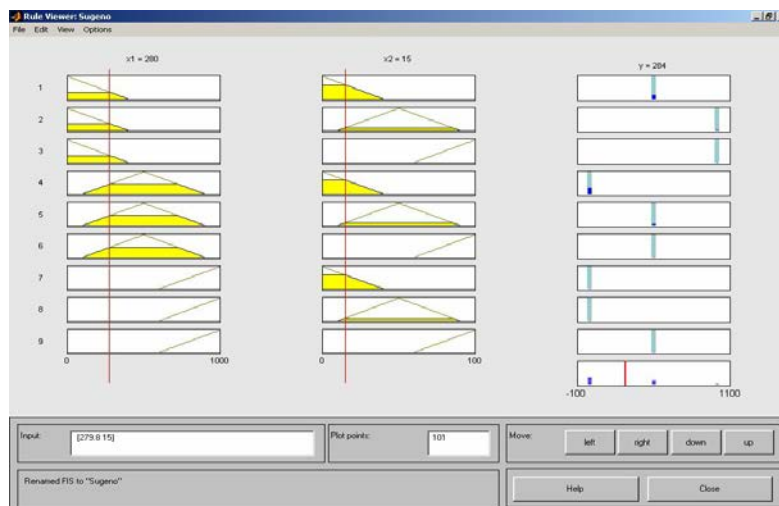 Rule Viewer: Sugeno
File Edit View Options
x1 = 280 x2 = 15 y = 284
1
2
3
4
5
6
7
8
9
0 1000 0 100
-100 1100
Input: [279.8 15] Plot points: 101 Move: left right down up
Renamed FIS to "Sugeno" Help Close